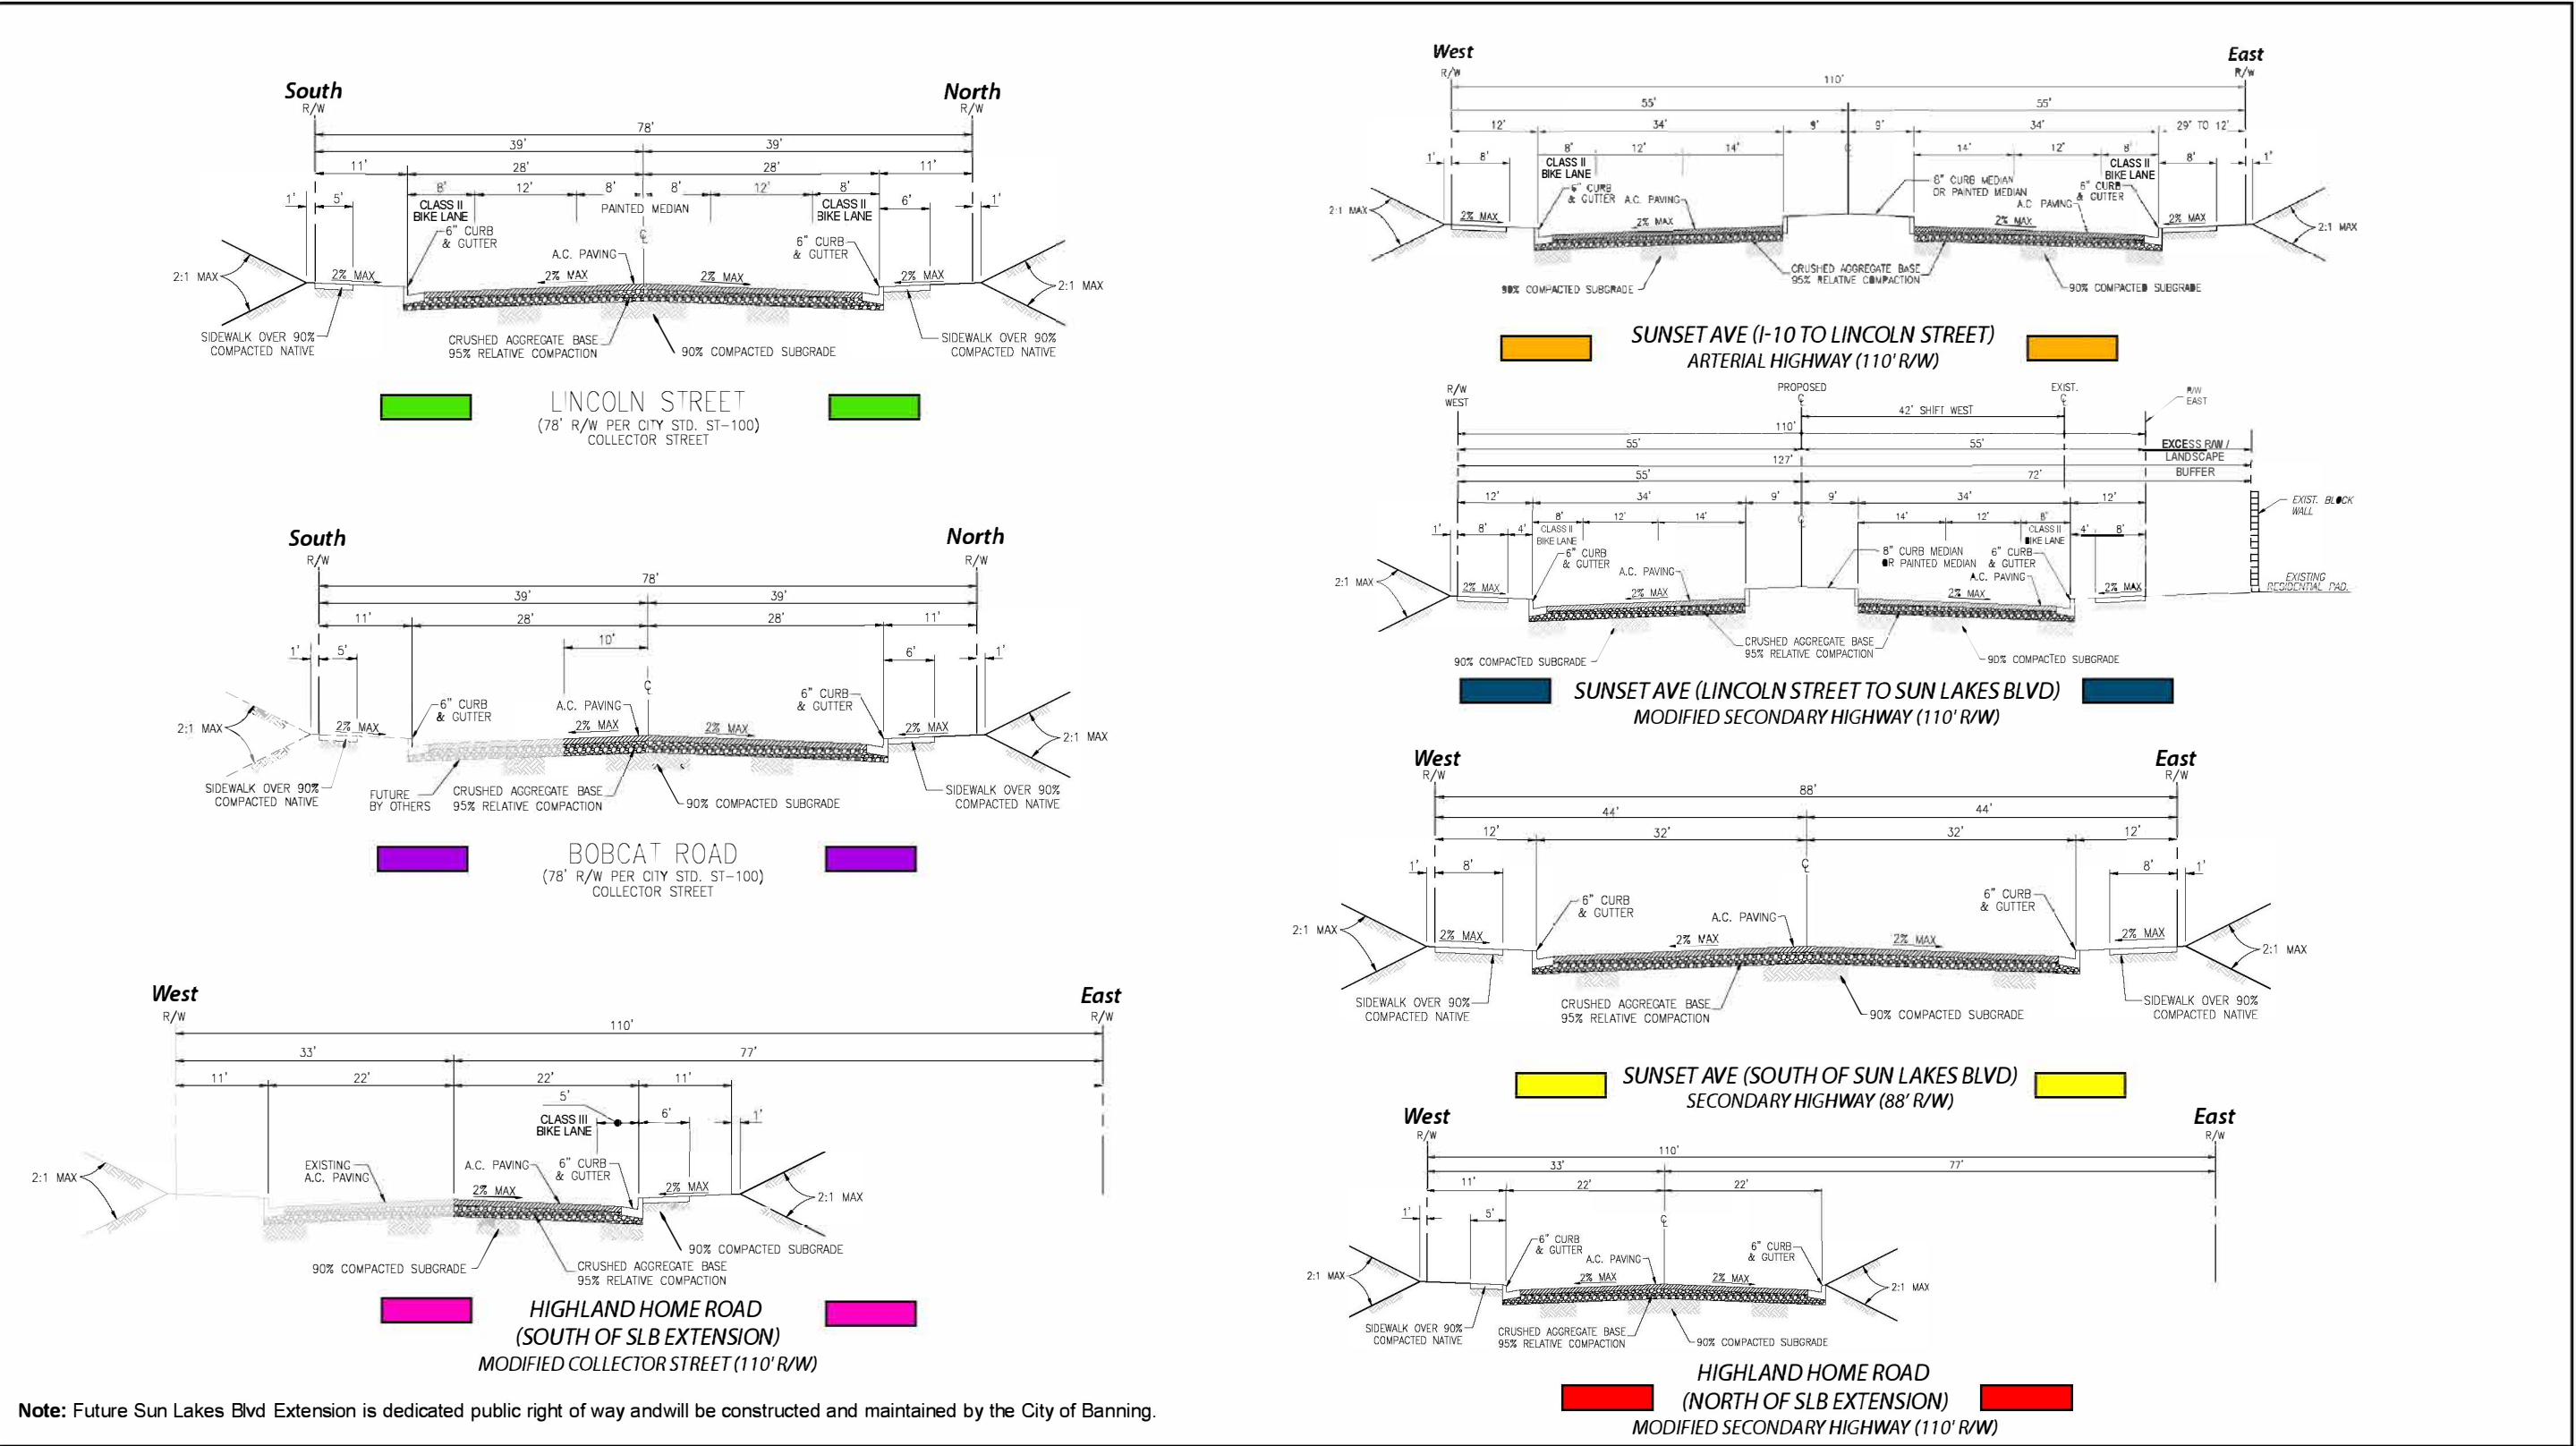 South
North
R/W
R/W
78'
39'
39'
11'
28'
28'
11'
8'
12'
8'
8'
12'
8'
1'
5'
CLASS II
BIKE LANE
PAINTED MEDIAN
CLASS II
BIKE LANE
6'
1'
6" CURB
& GUTTER
6" CURB
& GUTTER
A.C. PAVING
2:1 MAX
2% MAX
2% MAX
2% MAX
2% MAX
2:1 MAX
SIDEWALK OVER 90%
COMPACTED NATIVE
CRUSHED AGGREGATE BASE
95% RELATIVE COMPACTION
90% COMPACTED SUBGRADE
SIDEWALK OVER 90%
COMPACTED NATIVE
LINCOLN STREET
(78' R/W PER CITY STD. ST-100)
COLLECTOR STREET
South
North
R/W
R/W
78'
39'
39'
11'
28'
28'
11'
10'
1'
5'
6'
1'
6" CURB
& GUTTER
A.C. PAVING
6" CURB
& GUTTER
2:1 MAX
2% MAX
2% MAX
2% MAX
2% MAX
2:1 MAX
SIDEWALK OVER 90%
COMPACTED NATIVE
FUTURE
BY OTHERS
CRUSHED AGGREGATE BASE
95% RELATIVE COMPACTION
90% COMPACTED SUBGRADE
SIDEWALK OVER 90%
COMPACTED NATIVE
BOBCAT ROAD
(78' R/W PER CITY STD. ST-100)
COLLECTOR STREET
West
East
R/W
R/W
110'
33'
77'
11'
22'
22'
11'
5'
CLASS III
BIKE LANE
6'
1'
EXISTING
A.C. PAVING
A.C. PAVING
6" CURB
& GUTTER
2:1 MAX
2% MAX
2% MAX
2:1 MAX
90% COMPACTED SUBGRADE
90% COMPACTED SUBGRADE
CRUSHED AGGREGATE BASE
95% RELATIVE COMPACTION
HIGHLAND HOME ROAD
(SOUTH OF SLB EXTENSION)
MODIFIED COLLECTOR STREET (110' R/W)
Note: Future Sun Lakes Blvd Extension is dedicated public right of way andwill be constructed and maintained by the City of Banning.
West
East
R/W
R/W
110'
55'
55'
12'
34'
9'
9'
34'
29' TO 12'
1'
8'
8'
12'
14'
14'
12'
8'
8'
1'
CLASS II
BIKE LANE
CLASS II
BIKE LANE
6" CURB
& GUTTER
A.C. PAVING
8" CURB MEDIAN
OR PAINTED MEDIAN
6" CURB
& GUTTER
A.C PAVING
2:1 MAX
2% MAX
2% MAX
2% MAX
2% MAX
2:1 MAX
90% COMPACTED SUBGRADE
CRUSHED AGGREGATE BASE
95% RELATIVE COMPACTION
90% COMPACTED SUBGRADE
SUNSET AVE (I-10 TO LINCOLN STREET)
ARTERIAL HIGHWAY (110' R/W)
R/W
WEST
PROPOSED
EXIST.
R/W
EAST
42' SHIFT WEST
110'
55'
55'
EXCESS R/W /
LANDSCAPE
BUFFER
127'
55'
72'
12'
34'
9'
9'
34'
12'
1'
8'
4'
8'
12'
14'
14'
12'
8'
4'
8'
CLASS II
BIKE LANE
CLASS II
BIKE LANE
EXIST. BLOCK
WALL
6" CURB
& GUTTER
A.C. PAVING
8" CURB MEDIAN
OR PAINTED MEDIAN
6" CURB
& GUTTER
A.C. PAVING
2:1 MAX
2% MAX
2% MAX
2% MAX
2% MAX
EXISTING
RESIDENTIAL PAD.
90% COMPACTED SUBGRADE
CRUSHED AGGREGATE BASE
95% RELATIVE COMPACTION
90% COMPACTED SUBGRADE
SUNSET AVE (LINCOLN STREET TO SUN LAKES BLVD)
MODIFIED SECONDARY HIGHWAY (110' R/W)
West
East
R/W
R/W
88'
44'
44'
12'
32'
32'
12'
1'
8'
8'
1'
6" CURB
& GUTTER
A.C. PAVING
6" CURB
& GUTTER
2:1 MAX
2% MAX
2% MAX
2% MAX
2% MAX
2:1 MAX
SIDEWALK OVER 90%
COMPACTED NATIVE
CRUSHED AGGREGATE BASE
95% RELATIVE COMPACTION
90% COMPACTED SUBGRADE
SIDEWALK OVER 90%
COMPACTED NATIVE
SUNSET AVE (SOUTH OF SUN LAKES BLVD)
SECONDARY HIGHWAY (88' R/W)
West
East
R/W
R/W
110'
33'
77'
11'
22'
22'
1'
5'
6" CURB
& GUTTER
A.C. PAVING
6" CURB
& GUTTER
2:1 MAX
2% MAX
2% MAX
2:1 MAX
SIDEWALK OVER 90%
COMPACTED NATIVE
CRUSHED AGGREGATE BASE
95% RELATIVE COMPACTION
90% COMPACTED SUBGRADE
HIGHLAND HOME ROAD
(NORTH OF SLB EXTENSION)
MODIFIED SECONDARY HIGHWAY (110' R/W)